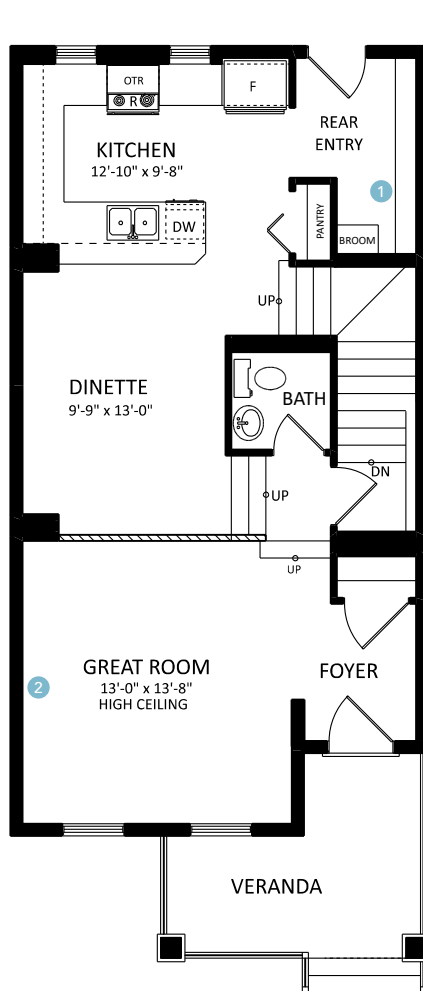 OTR
R
F
REAR
ENTRY
KITCHEN
12'-10" x 9'-8"
1
PANTRY
DW
BROOM
UP
DINETTE
9'-9" x 13'-0"
BATH
DN
UP
UP
GREAT ROOM
13'-0" x 13'-8"
HIGH CEILING
2
FOYER
VERANDA